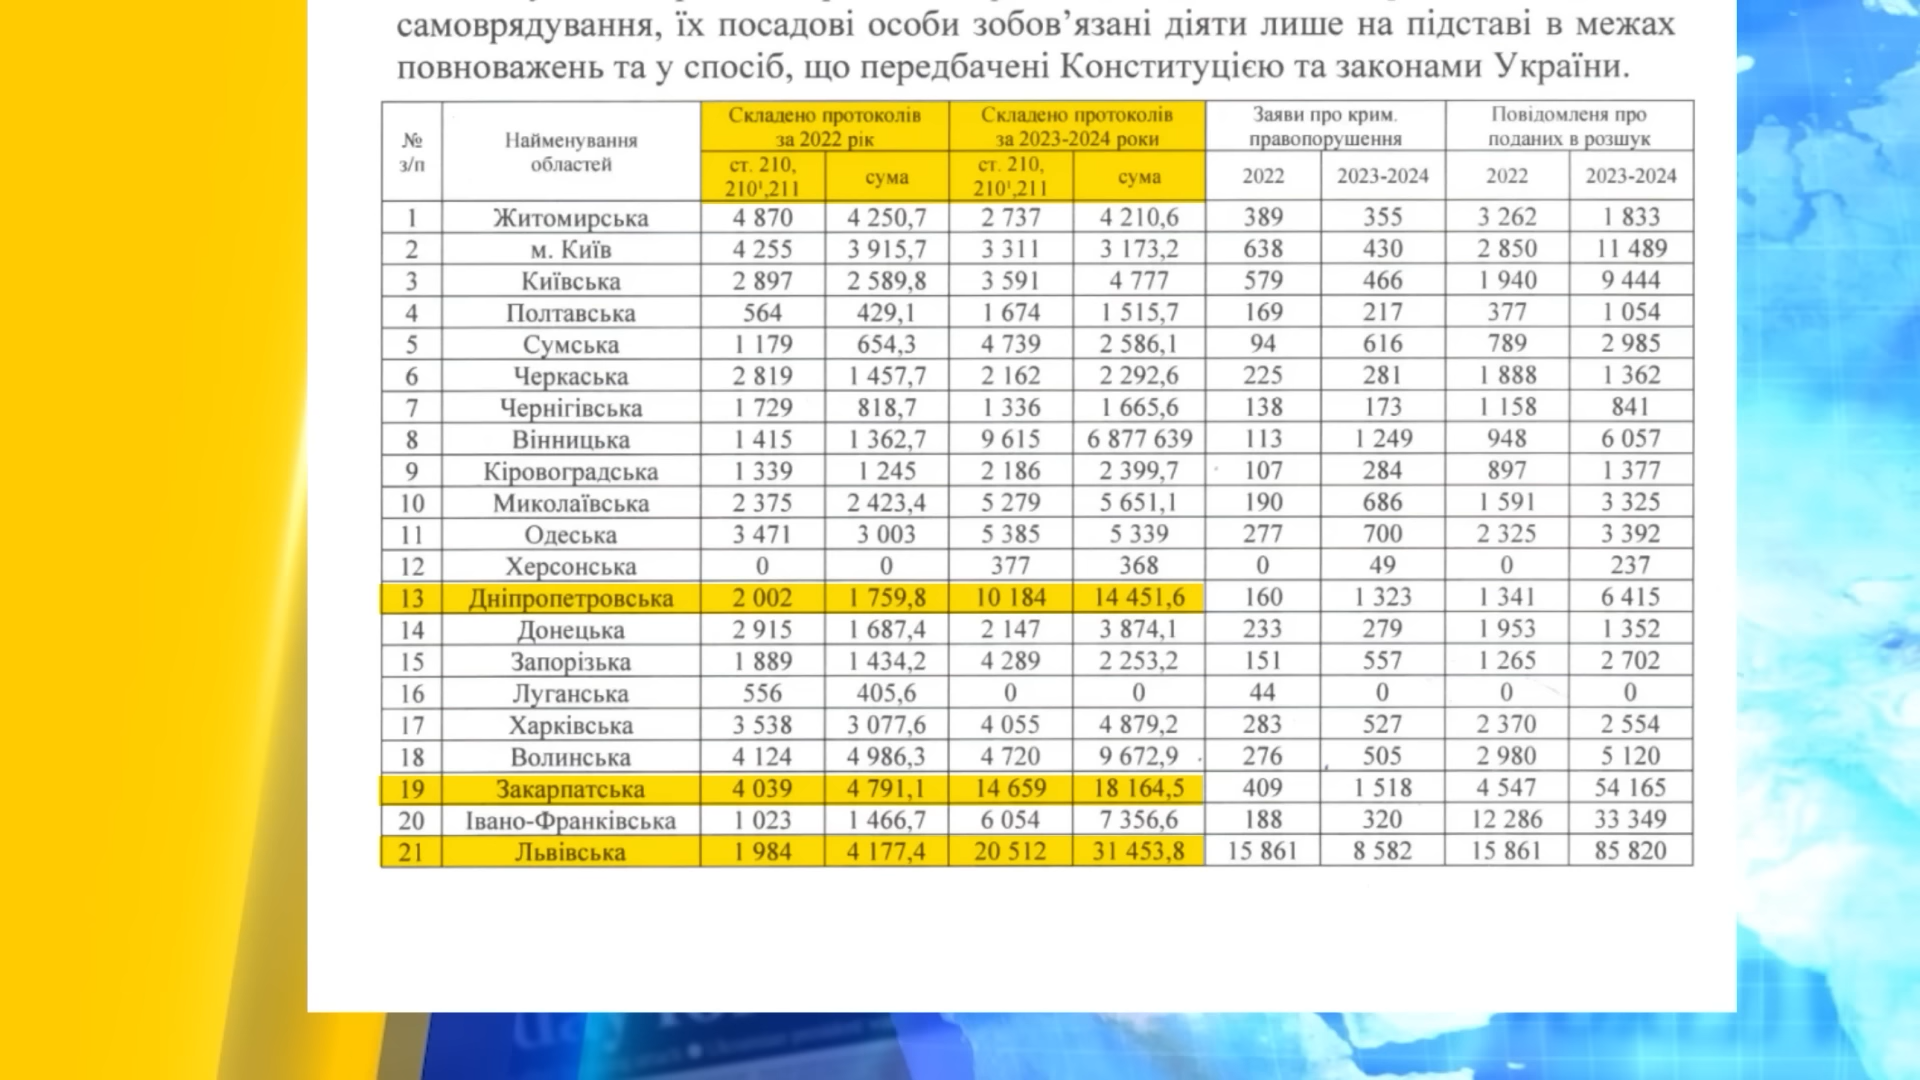 самоврядування, їх посадові особи зобов’язані діяти лише на підставі в межах
повноважень та у спосіб, що передбачені Конституцією та законами України.
№ з/п Найменування областей Складено протоколів за 2022 рік Складено протоколів за 2023-2024 роки Заяви про крим. правопорушення Повідомленя про поданих в розшук
ст. 210, 210¹,211 сума ст. 210, 210¹,211 сума 2022 2023-2024 2022 2023-2024
1 Житомирська 4 870 4 250,7 2 737 4 210,6 389 355 3 262 1 833
2 м. Київ 4 255 3 915,7 3 311 3 173,2 638 430 2 850 11 489
3 Київська 2 897 2 589,8 3 591 4 777 579 466 1 940 9 444
4 Полтавська 564 429,1 1 674 1 515,7 169 217 377 1 054
5 Сумська 1 179 654,3 4 739 2 586,1 94 616 789 2 985
6 Черкаська 2 819 1 457,7 2 162 2 292,6 225 281 1 888 1 362
7 Чернігівська 1 729 818,7 1 336 1 665,6 138 173 1 158 841
8 Вінницька 1 415 1 362,7 9 615 6 877 639 113 1 249 948 6 057
9 Кіровоградська 1 339 1 245 2 186 2 399,7 107 284 897 1 377
10 Миколаївська 2 375 2 423,4 5 279 5 651,1 190 686 1 591 3 325
11 Одеська 3 471 3 003 5 385 5 339 277 700 2 325 3 392
12 Херсонська 0 0 377 368 0 49 0 237
13 Дніпропетровська 2 002 1 759,8 10 184 14 451,6 160 1 323 1 341 6 415
14 Донецька 2 915 1 687,4 2 147 3 874,1 233 279 1 953 1 352
15 Запорізька 1 889 1 434,2 4 289 2 253,2 151 557 1 265 2 702
16 Луганська 556 405,6 0 0 44 0 0 0
17 Харківська 3 538 3 077,6 4 055 4 879,2 283 527 2 370 2 554
18 Волинська 4 124 4 986,3 4 720 9 672,9 276 505 2 980 5 120
19 Закарпатська 4 039 4 791,1 14 659 18 164,5 409 1 518 4 547 54 165
20 Івано-Франківська 1 023 1 466,7 6 054 7 356,6 188 320 12 286 33 349
21 Львівська 1 984 4 177,4 20 512 31 453,8 15 861 8 582 15 861 85 820